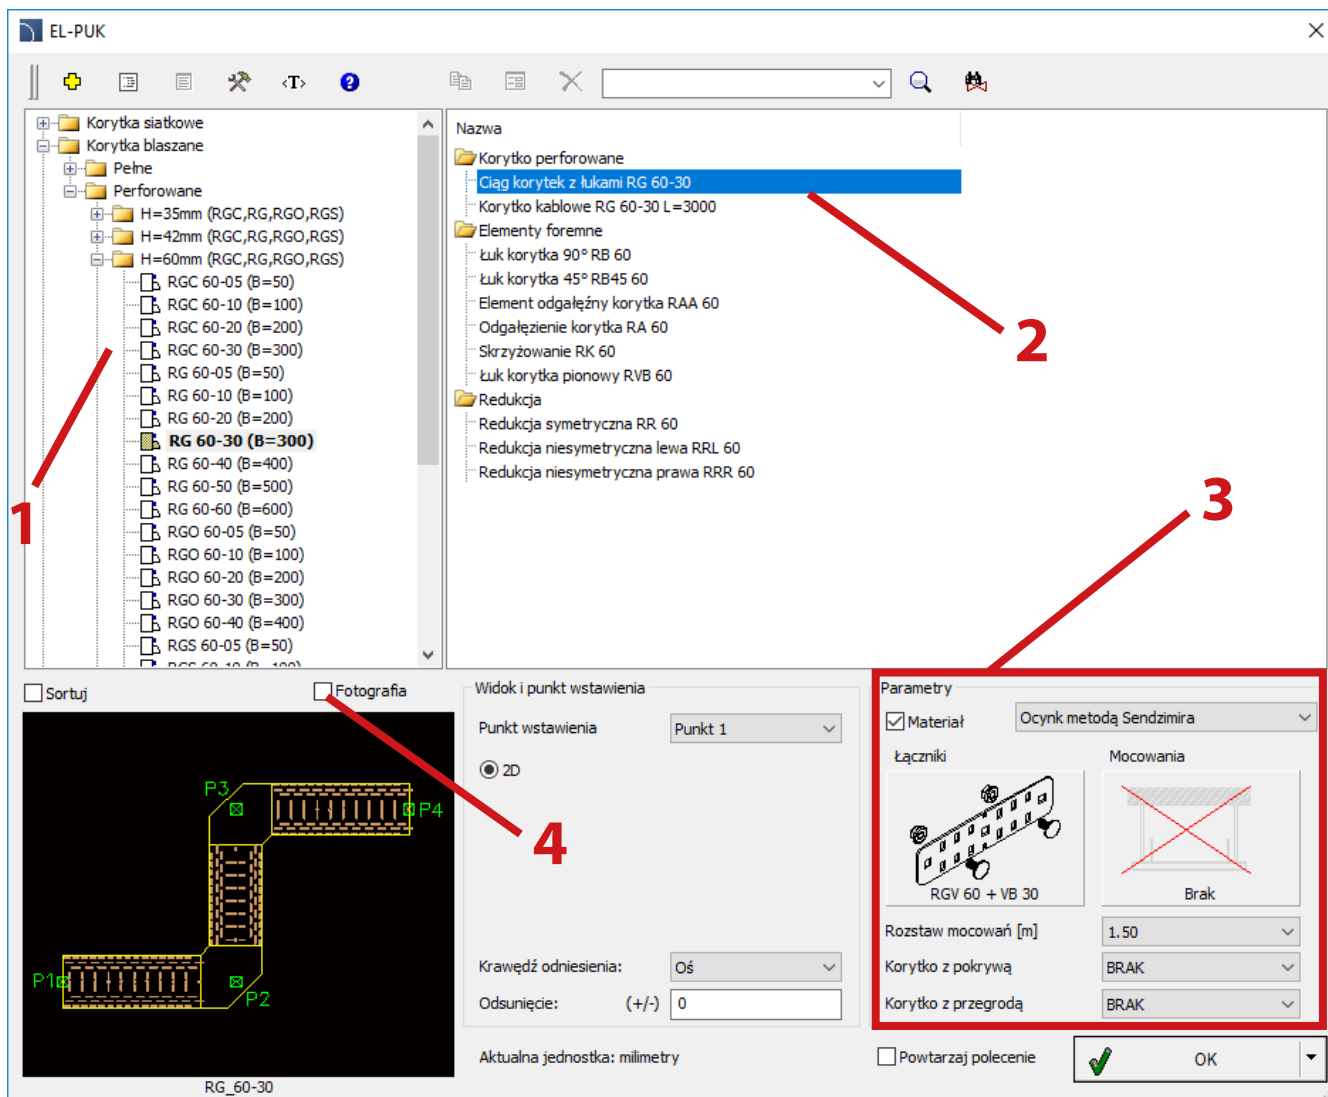 EL-PUK
<T>
?
Korytka siatkowe
Korytka blaszane
Pełne
Perforowane
H=35mm (RGC,RG,RGO,RGS)
H=42mm (RGC,RG,RGO,RGS)
H=60mm (RGC,RG,RGO,RGS)
RGC 60-05 (B=50)
RGC 60-10 (B=100)
RGC 60-20 (B=200)
RGC 60-30 (B=300)
RG 60-05 (B=50)
RG 60-10 (B=100)
RG 60-20 (B=200)
RG 60-30 (B=300)
RG 60-40 (B=400)
RG 60-50 (B=500)
RG 60-60 (B=600)
RGO 60-05 (B=50)
RGO 60-10 (B=100)
RGO 60-20 (B=200)
RGO 60-30 (B=300)
RGO 60-40 (B=400)
RGS 60-05 (B=50)
1
Nazwa
Korytko perforowane
Ciąg korytek z łukami RG 60-30
Korytko kablowe RG 60-30 L=3000
Elementy foremne
Łuk korytka 90° RB 60
Łuk korytka 45° RB45 60
Element odgałęźny korytka RAA 60
Odgałęzienie korytka RA 60
Skrzyżowanie RK 60
Łuk korytka pionowy RVB 60
Redukcja
Redukcja symetryczna RR 60
Redukcja niesymetryczna lewa RRL 60
Redukcja niesymetryczna prawa RRR 60
2
3
Sortuj
Fotografia
P3
P4
P1
P2
RG_60-30
4
Widok i punkt wstawienia
Punkt wstawienia Punkt 1
2D
Krawędź odniesienia: Oś
Odsunięcie: (+/-) 0
Aktualna jednostka: milimetry
Parametry
Materiał Ocynk metodą Sendzimira
Łączniki Mocowania
RGV 60 + VB 30 Brak
Rozstaw mocowań [m] 1.50
Korytko z pokrywą BRAK
Korytko z przegrodą BRAK
Powtarzaj polecenie OK